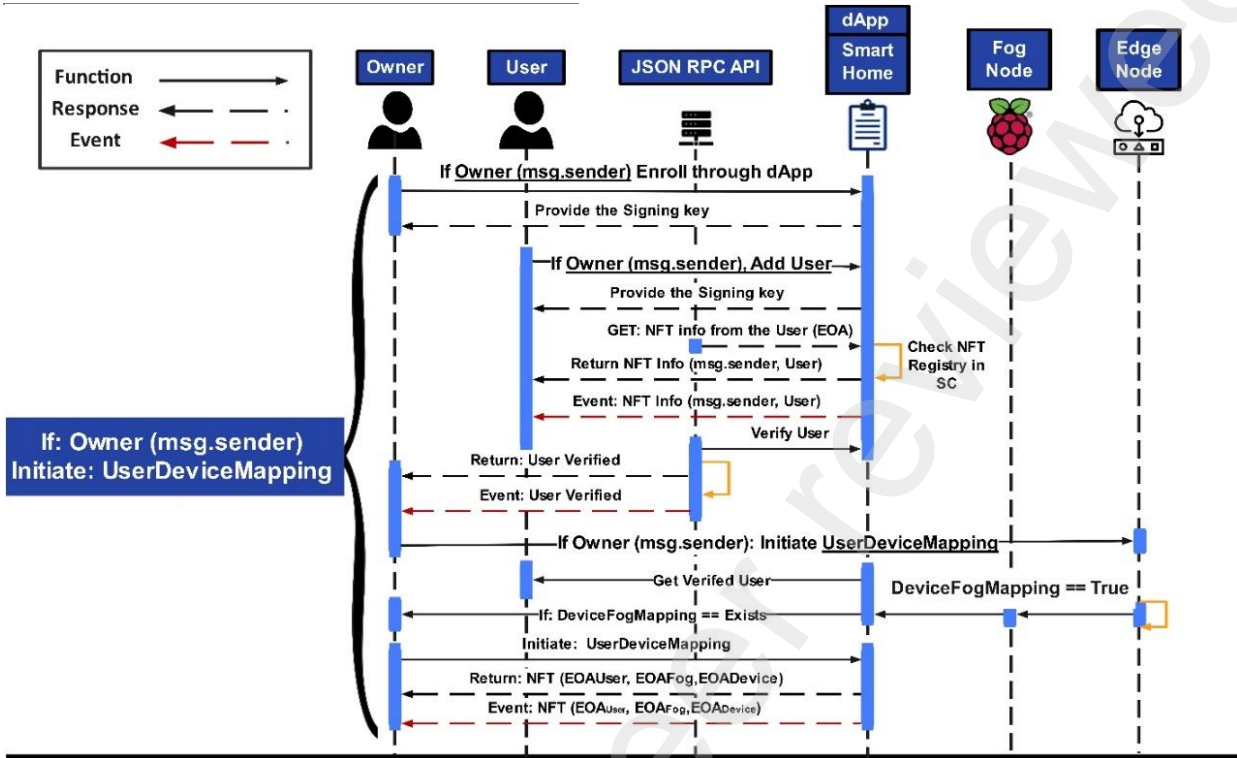 Function
Response
Event
Owner
User
JSON RPC API
dApp
Smart
Home
Fog
Node
Edge
Node
If Owner (msg.sender) Enroll through dApp
Provide the Signing key
If Owner (msg.sender), Add User
Provide the Signing key
GET: NFT info from the User (EOA)
Check NFT
Registry in
SC
Return NFT Info (msg.sender, User)
Event: NFT Info (msg.sender, User)
Verify User
If: Owner (msg.sender)
Initiate: UserDeviceMapping
Return: User Verified
Event: User Verified
If Owner (msg.sender): Initiate UserDeviceMapping
Get Verifed User
DeviceFogMapping == True
If: DeviceFogMapping == Exists
Initiate: UserDeviceMapping
Return: NFT (EOAUser, EOAFog,EOADevice)
Event: NFT (EOAUser, EOAFog,EOADevice)
eer reviewed